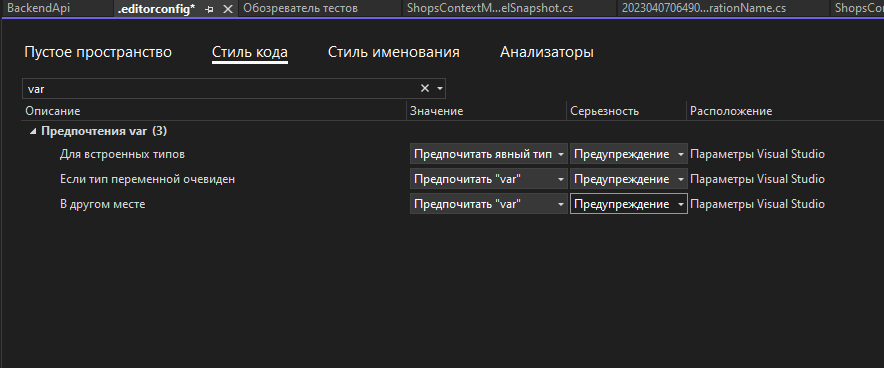 BackendApi .editorconfig* Обозреватель тестов ShopsContextM...elSnapshot.cs 2023040706490...rationName.cs ShopsCo
Пустое пространство Стиль кода Стиль именования Анализаторы
var
Описание Значение Серьезность Расположение
Предпочтения var (3)
Для встроенных типов Предпочитать явный тип Предупреждение Параметры Visual Studio
Если тип переменной очевиден Предпочитать "var" Предупреждение Параметры Visual Studio
В другом месте Предпочитать "var" Предупреждение Параметры Visual Studio